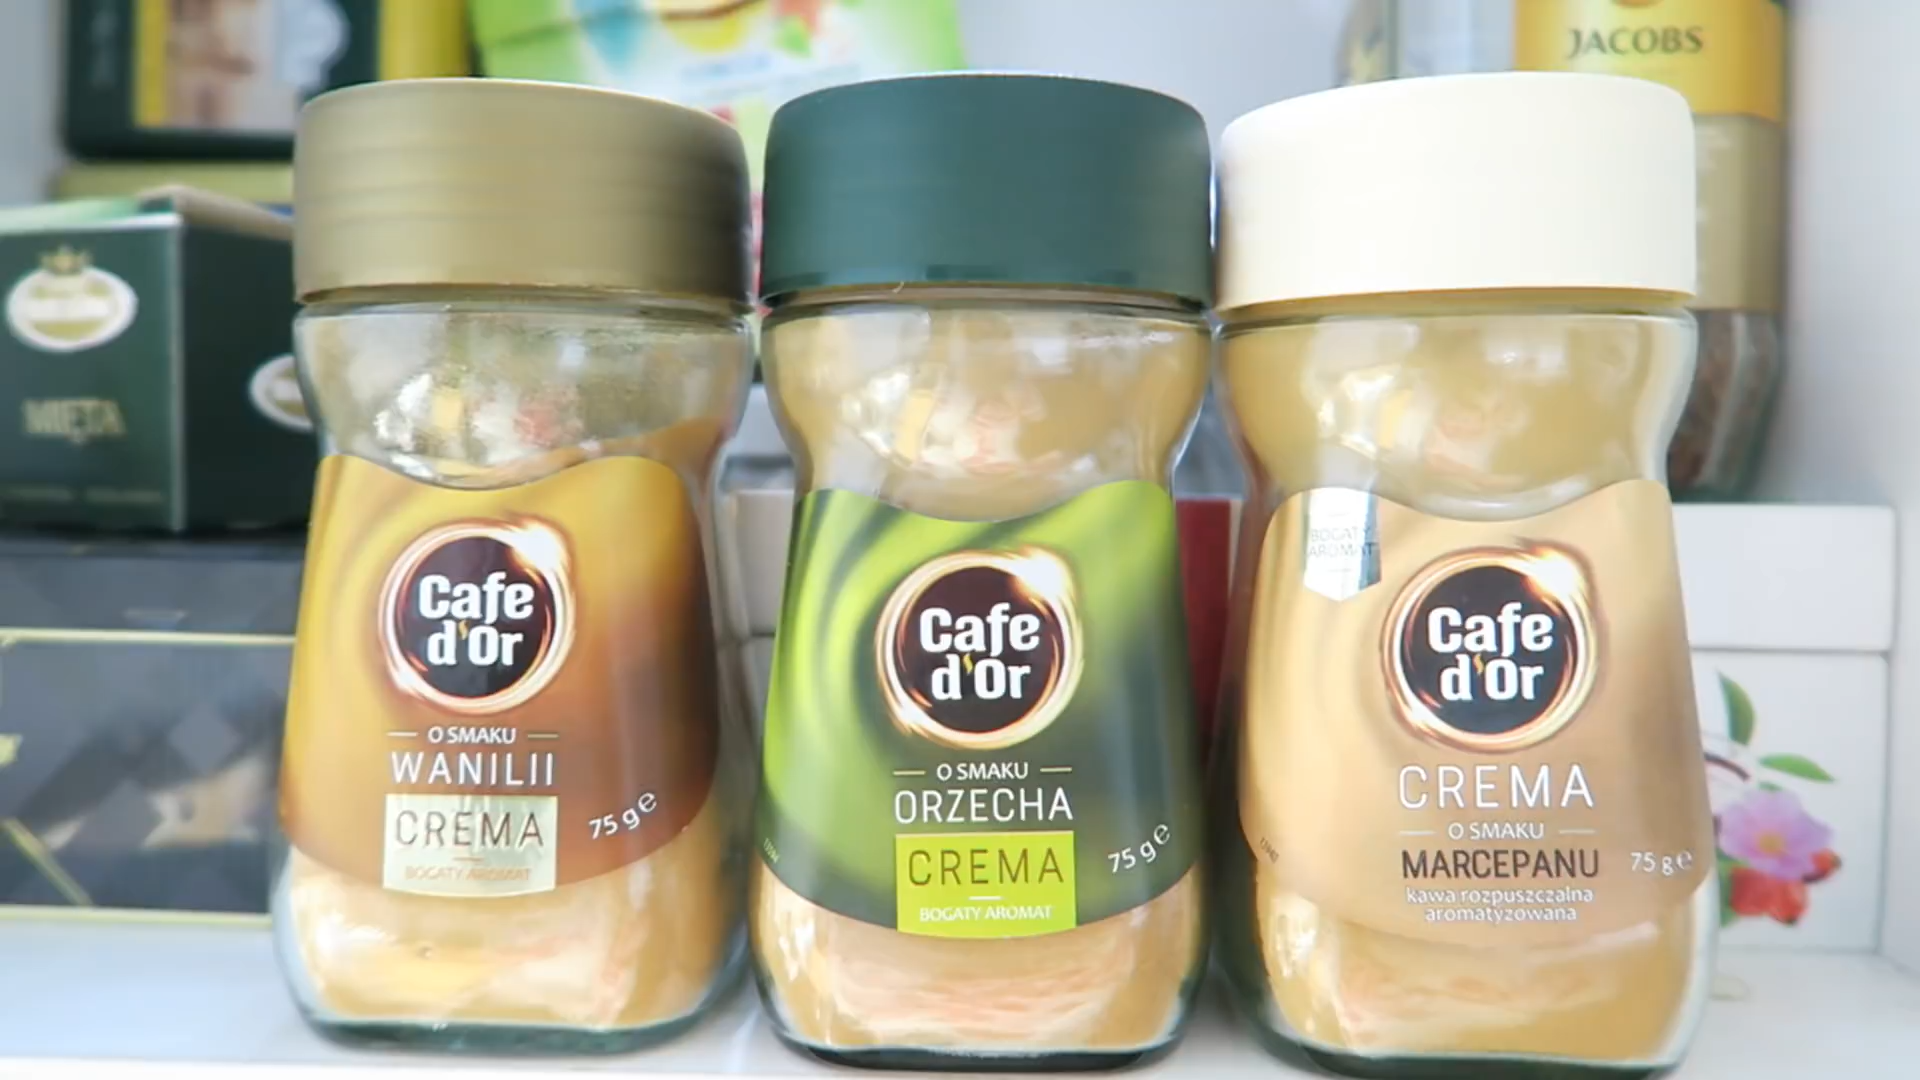 JACOBS
MIĘTA
Cafe
d'Or
O SMAKU
WANILII
CREMA
BOGATY AROMAT
75 g e
Cafe
d'Or
O SMAKU
ORZECHA
CREMA
BOGATY AROMAT
75 g e
BOGATY
AROMAT
Cafe
d'Or
CREMA
O SMAKU
MARCEPANU
75 g e
kawa rozpuszczalna
aromatyzowana